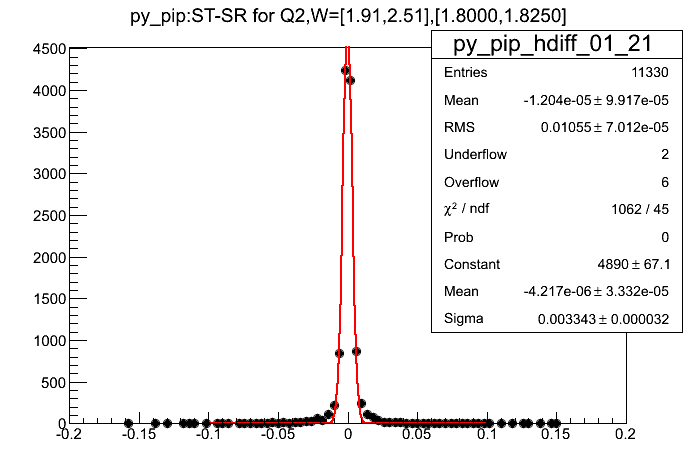 py_pip:ST-SR for Q2,W=[1.91,2.51],[1.8000,1.8250]
py_pip_hdiff_01_21
Entries 11330
Mean -1.204e-05 ± 9.917e-05
RMS 0.01055 ± 7.012e-05
Underflow 2
Overflow 6
χ² / ndf 1062 / 45
Prob 0
Constant 4890 ± 67.1
Mean -4.217e-06 ± 3.332e-05
Sigma 0.003343 ± 0.000032
4500
4000
3500
3000
2500
2000
1500
1000
500
0
-0.2 -0.15 -0.1 -0.05 0 0.05 0.1 0.15 0.2